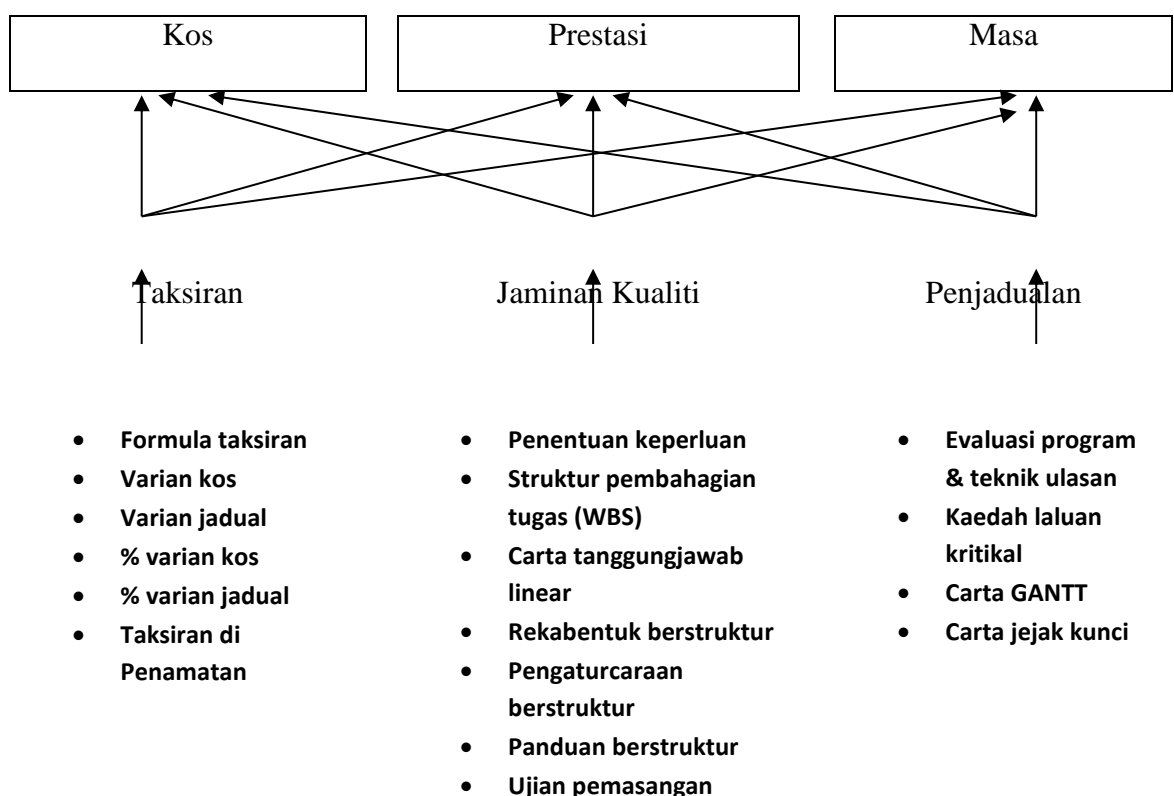 Kos
Prestasi
Masa
Taksiran
Jaminan Kualiti
Penjadualan
• Formula taksiran
• Varian kos
• Varian jadual
• % varian kos
• % varian jadual
• Taksiran di
Penamatan
• Penentuan keperluan
• Struktur pembahagian
tugas (WBS)
• Carta tanggungjawab
linear
• Rekabentuk berstruktur
• Pengaturcaraan
berstruktur
• Panduan berstruktur
• Ujian pemasangan
• Evaluasi program
& teknik ulasan
• Kaedah laluan
kritikal
• Carta GANTT
• Carta jejak kunci